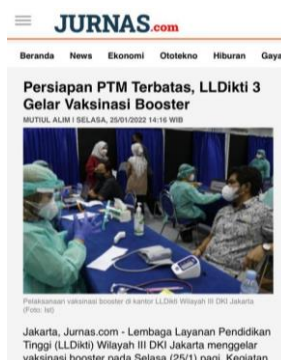 JURNAS.com
Beranda News Ekonomi Ototekno Hiburan Gaya
Persiapan PTM Terbatas, LLDikti 3
Gelar Vaksinasi Booster
MUTIUL ALIM | SELASA, 25/01/2022 14:16 WIB
Pelaksanaan vaksinasi booster di kantor LLDikti Wilayah III DKI Jakarta
(Foto: Ist)
Jakarta, Jurnas.com - Lembaga Layanan Pendidikan
Tinggi (LLDikti) Wilayah III DKI Jakarta menggelar
vaksinasi booster pada Selasa (25/1) pagi. Kegiatan